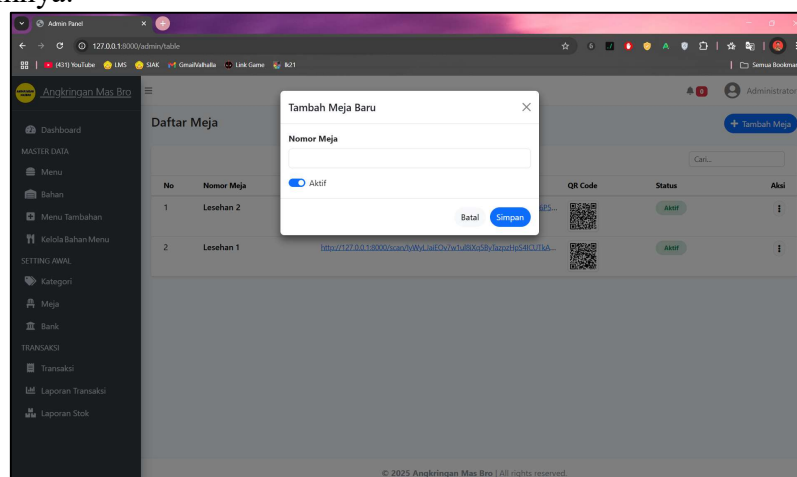 Admin Panel
127.0.0.1:8000/admin/table
(431) YouTube LMS SIAK GmailValhalla Link Game lk21 Semua Bookmark
Angkringan Mas Bro 0 Administrator
Dashboard
MASTER DATA
Menu
Bahan
Menu Tambahan
Kelola Bahan Menu
SETTING AWAL
Kategori
Meja
Bank
TRANSAKSI
Transaksi
Laporan Transaksi
Laporan Stok
Daftar Meja
+ Tambah Meja
Cari...
No Nomor Meja QR Code Status Aksi
1 Lesehan 2 Aktif
2 Lesehan 1 Aktif
Tambah Meja Baru
Nomor Meja
Aktif
Batal Simpan
© 2025 Angkringan Mas Bro | All rights reserved.